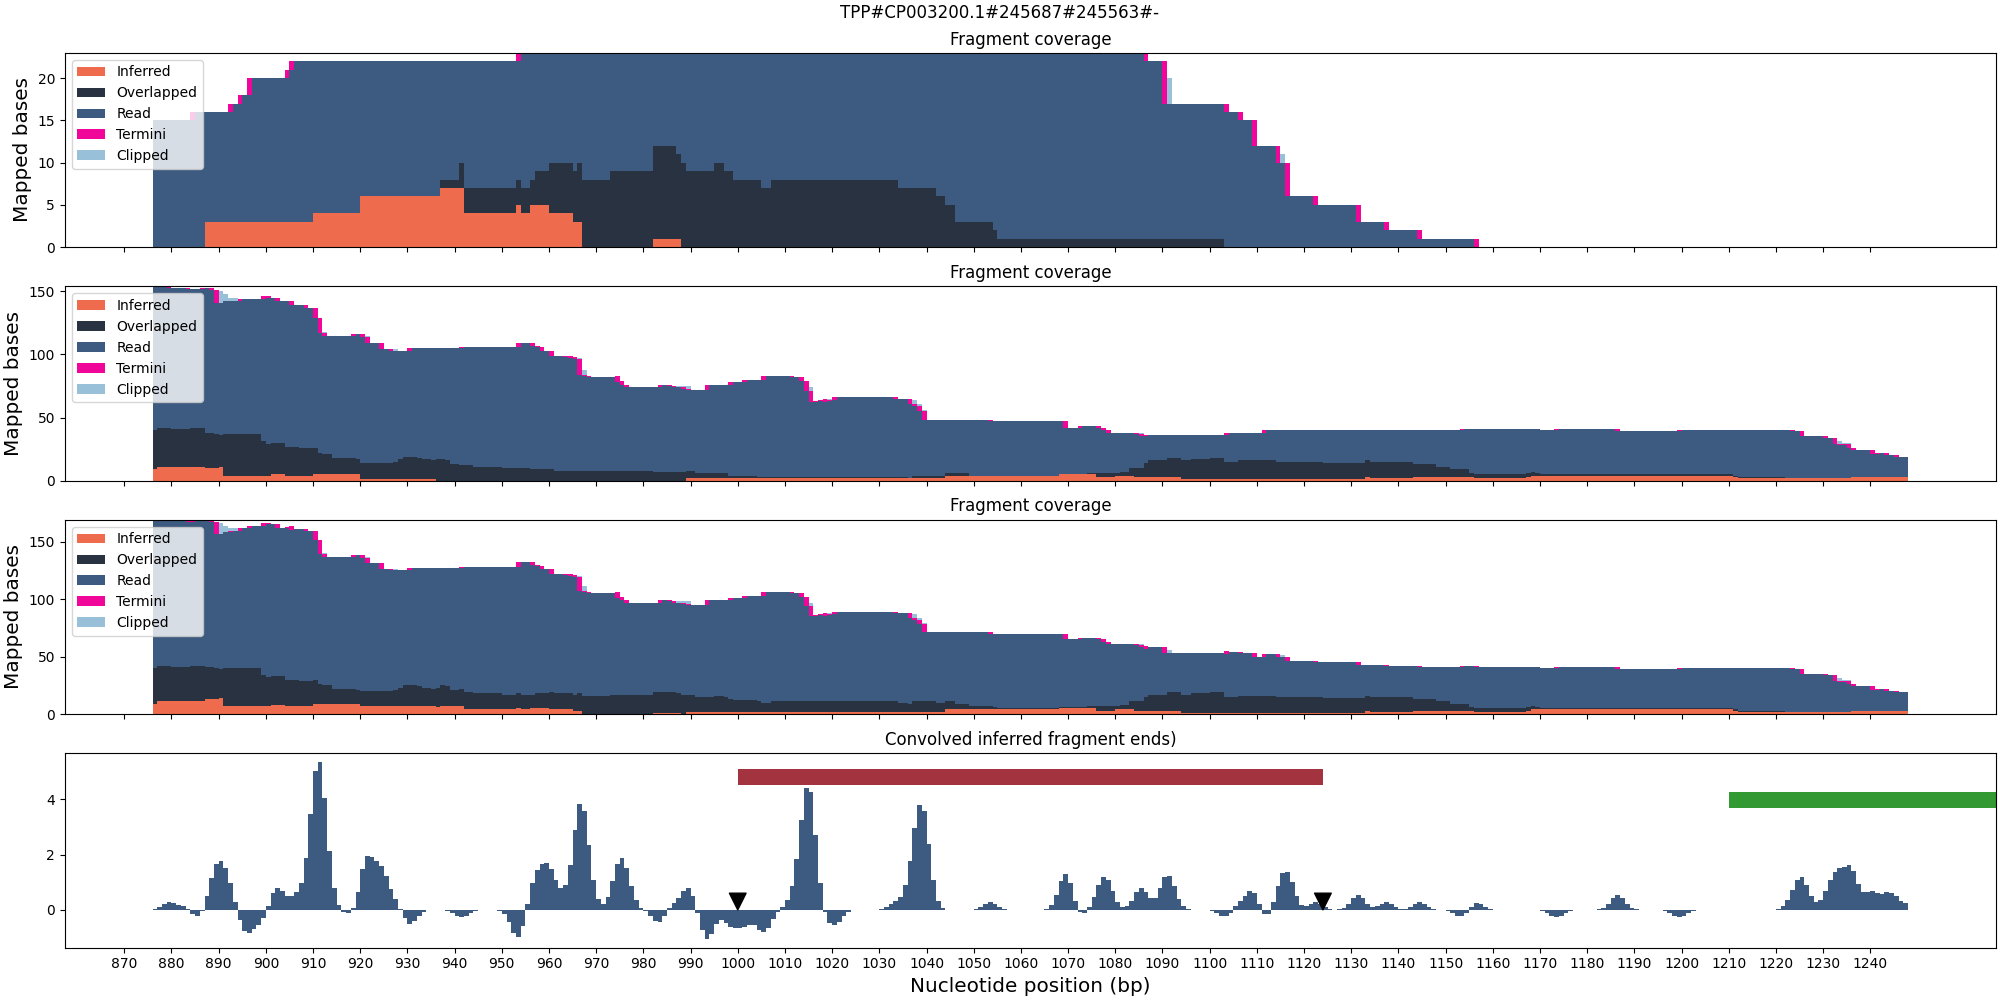 TPP#CP003200.1#245687#245563#-
Fragment coverage
Mapped bases
20
15
10
5
0
Inferred
Overlapped
Read
Termini
Clipped
Fragment coverage
Mapped bases
150
100
50
0
Inferred
Overlapped
Read
Termini
Clipped
Fragment coverage
Mapped bases
150
100
50
0
Inferred
Overlapped
Read
Termini
Clipped
Convolved inferred fragment ends)
4
2
0
870 880 890 900 910 920 930 940 950 960 970 980 990 1000 1010 1020 1030 1040 1050 1060 1070 1080 1090 1100 1110 1120 1130 1140 1150 1160 1170 1180 1190 1200 1210 1220 1230 1240
Nucleotide position (bp)